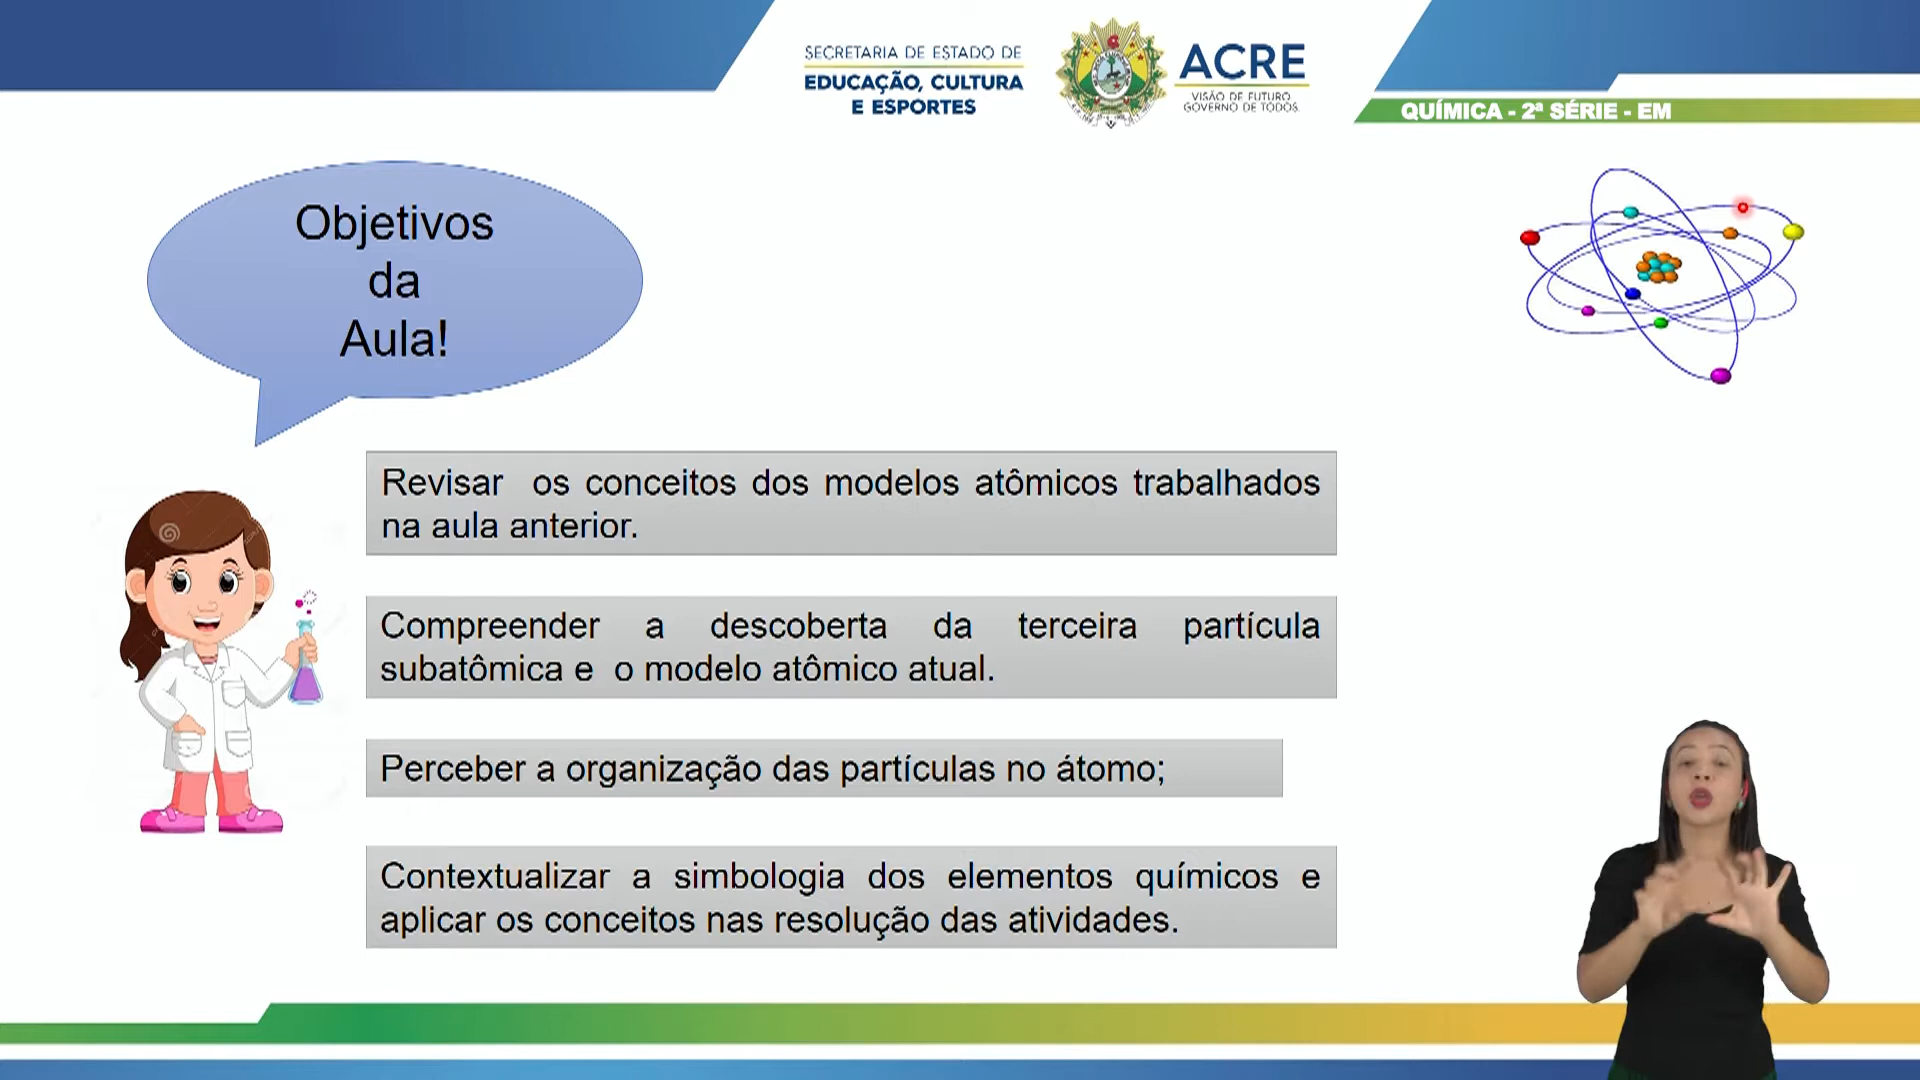 SECRETARIA DE ESTADO DE
EDUCAÇÃO, CULTURA
E ESPORTES
ACRE
VISÃO DE FUTURO
GOVERNO DE TODOS
QUÍMICA - 2ª SÉRIE - EM
Objetivos
da
Aula!
Revisar os conceitos dos modelos atômicos trabalhados
na aula anterior.
Compreender a descoberta da terceira partícula
subatômica e o modelo atômico atual.
Perceber a organização das partículas no átomo;
Contextualizar a simbologia dos elementos químicos e
aplicar os conceitos nas resolução das atividades.